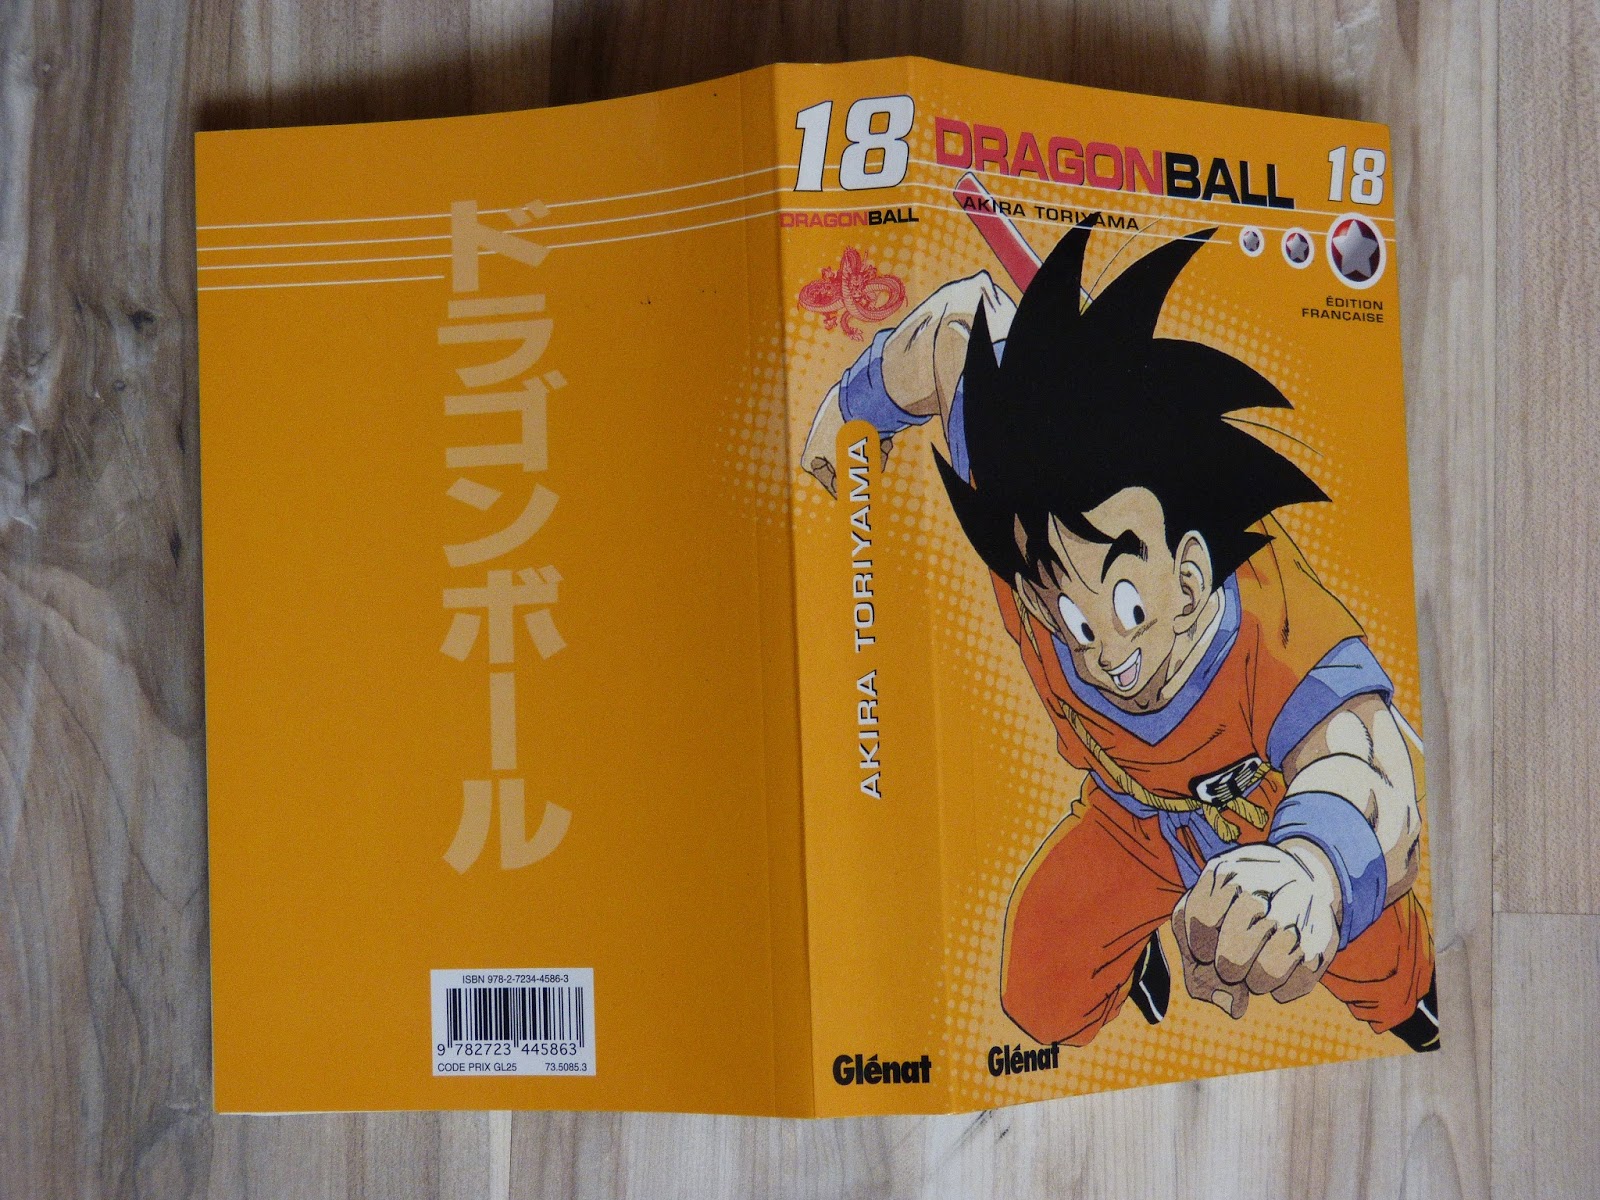 ドラゴンボール
ISBN 978-2-7234-4586-3
9 782723 445863
CODE PRIX GL25 73.5085.3
18
DRAGONBALL
AKIRA TORIYAMA
Glénat
DRAGONBALL
18
AKIRA TORIYAMA
ÉDITION
FRANÇAISE
Glénat